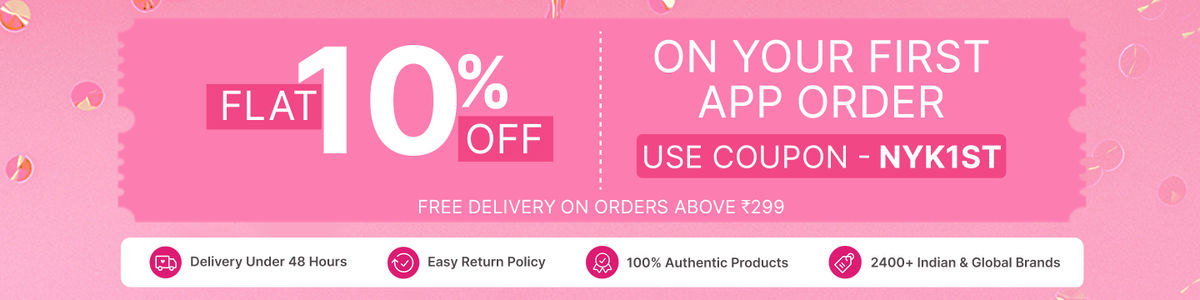 FLAT 10% OFF
ON YOUR FIRST
APP ORDER
USE COUPON - NYK1ST
FREE DELIVERY ON ORDERS ABOVE ₹299
Delivery Under 48 Hours
Easy Return Policy
100% Authentic Products
2400+ Indian & Global Brands